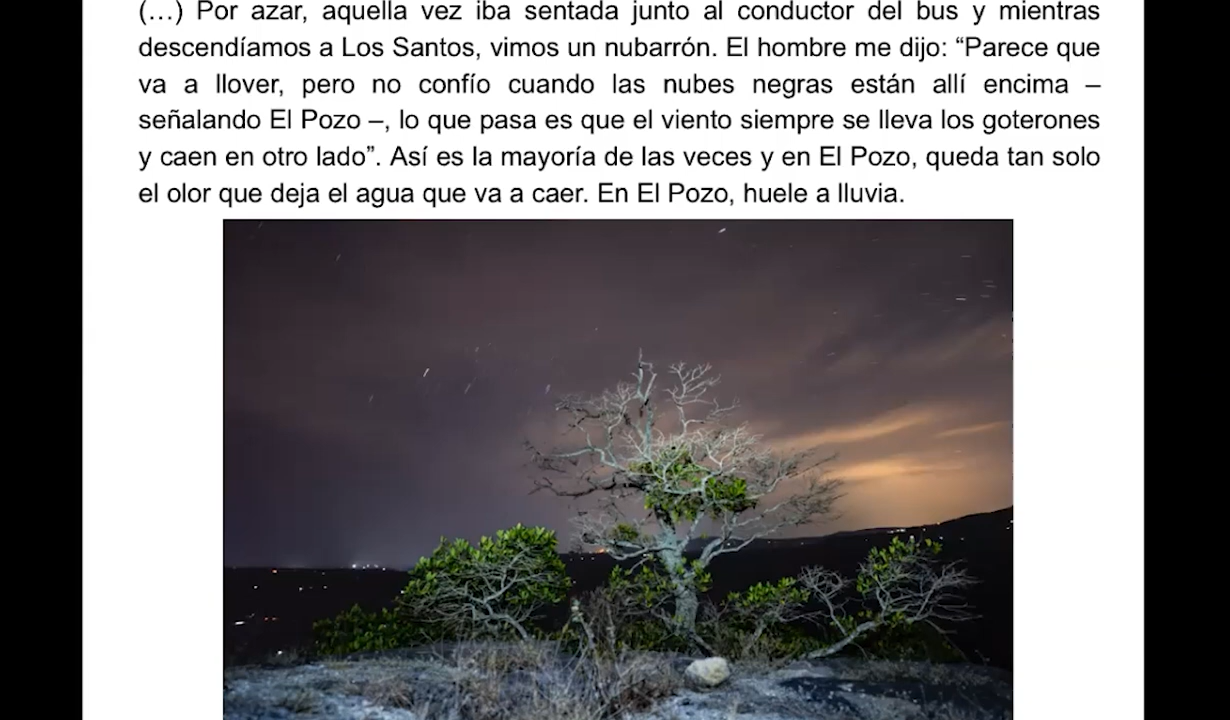 (…) Por azar, aquella vez iba sentada junto al conductor del bus y mientras
descendíamos a Los Santos, vimos un nubarrón. El hombre me dijo: “Parece que
va a llover, pero no confío cuando las nubes negras están allí encima –
señalando El Pozo –, lo que pasa es que el viento siempre se lleva los goterones
y caen en otro lado”. Así es la mayoría de las veces y en El Pozo, queda tan solo
el olor que deja el agua que va a caer. En El Pozo, huele a lluvia.